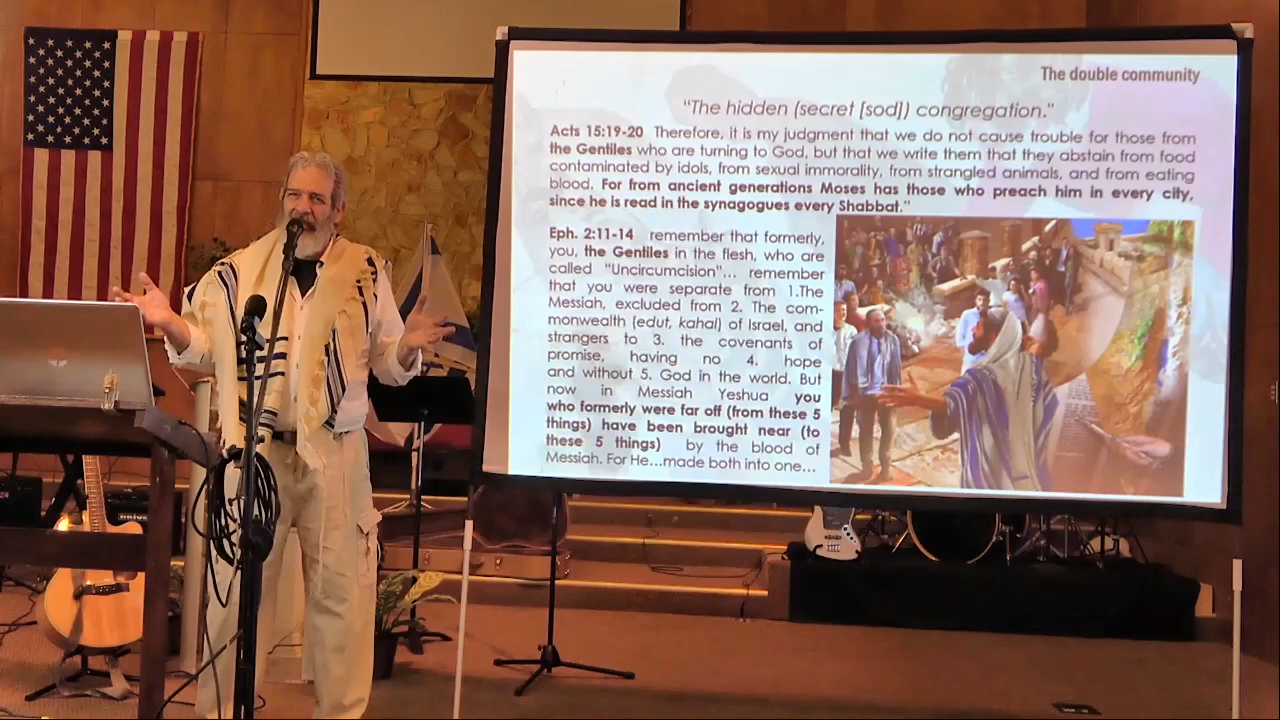 The double community
"The hidden (secret [sod]) congregation."
Acts 15:19-20 Therefore, it is my judgment that we do not cause trouble for those from
the Gentiles who are turning to God, but that we write them that they abstain from food
contaminated by idols, from sexual immorality, from strangled animals, and from eating
blood. For from ancient generations Moses has those who preach him in every city,
since he is read in the synagogues every Shabbat."
Eph. 2:11-14 remember that formerly,
you, the Gentiles in the flesh, who are
called "Uncircumcision"... remember
that you were separate from 1.The
Messiah, excluded from 2. The com-
monwealth [edut, kahal) of Israel, and
strangers to 3. the covenants of
promise, having no 4. hope
and without 5. God in the world. But
now in Messiah Yeshua you
who formerly were far off (from these 5
things) have been brought near (to
these 5 things) by the blood of
Messiah. For He...made both into one...